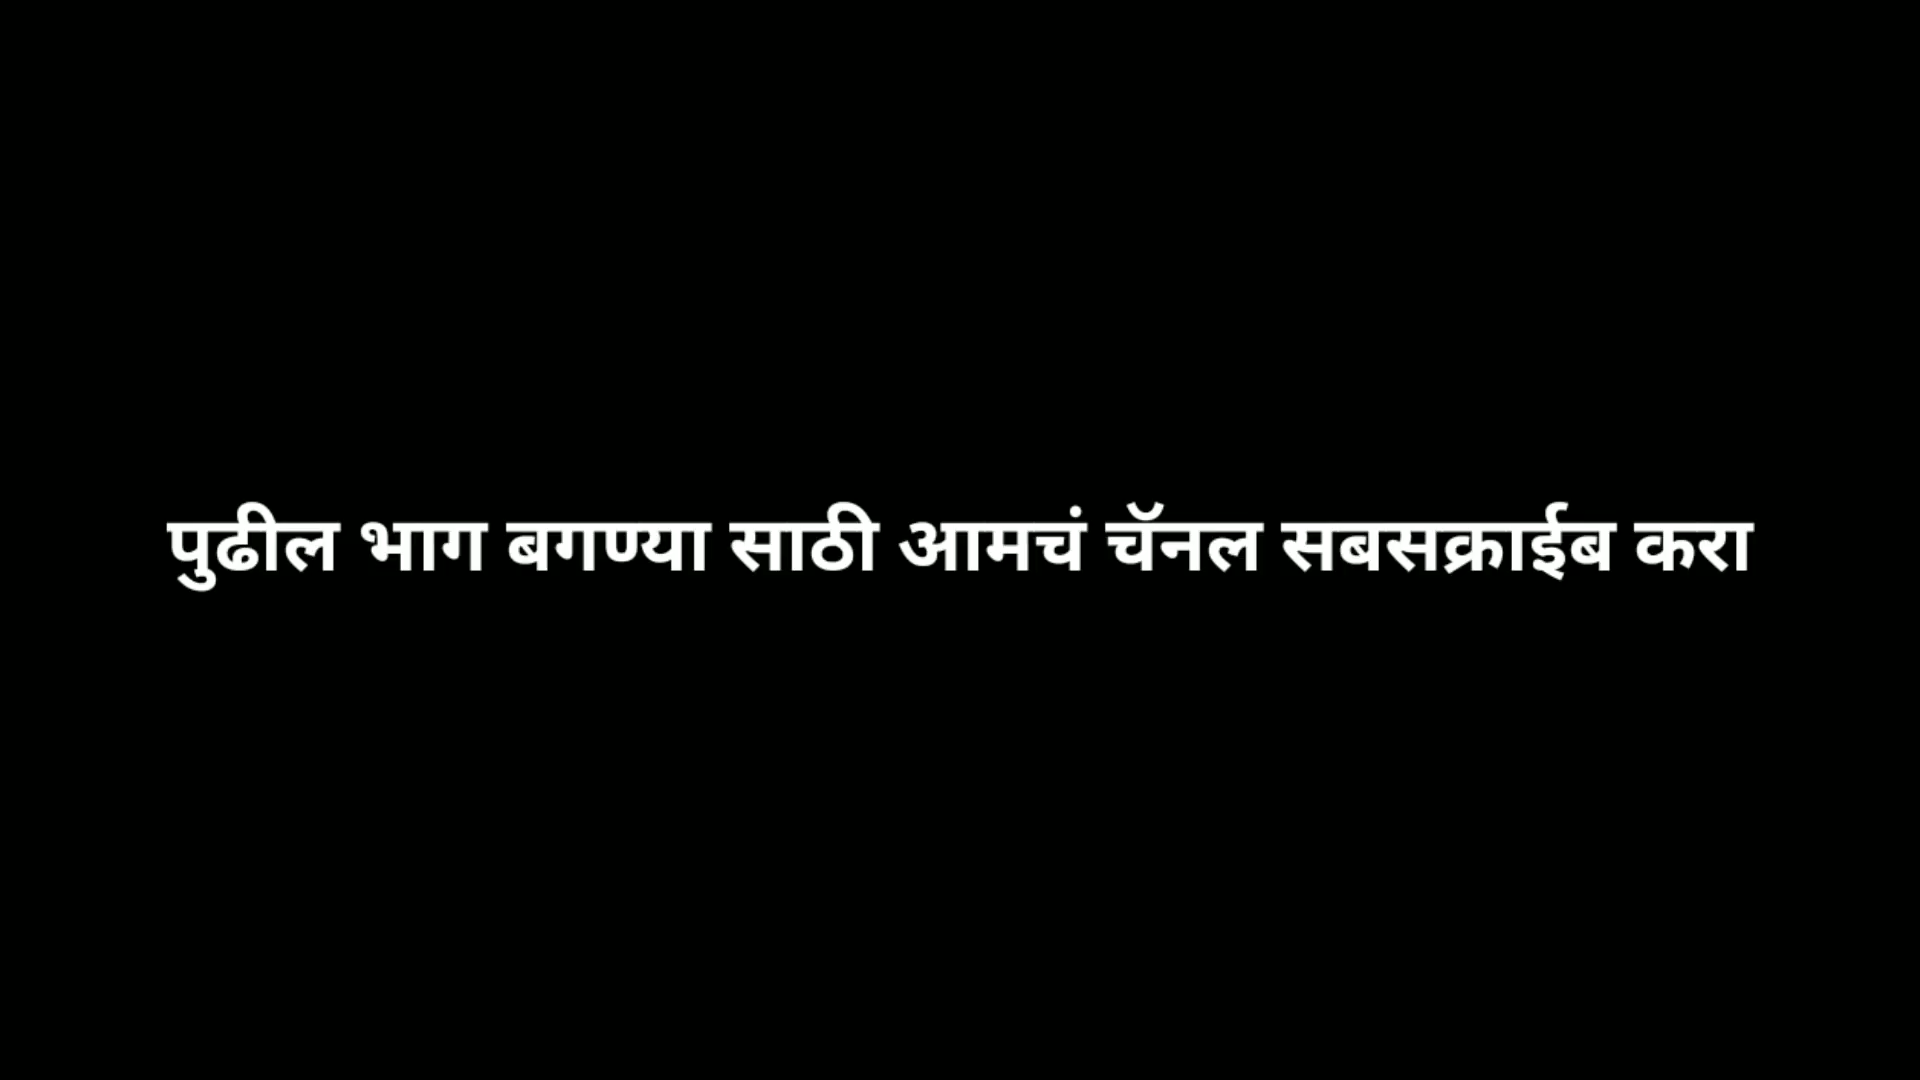 पुढील भाग बगण्या साठी आमचं चॅनल सबसक्राईब करा